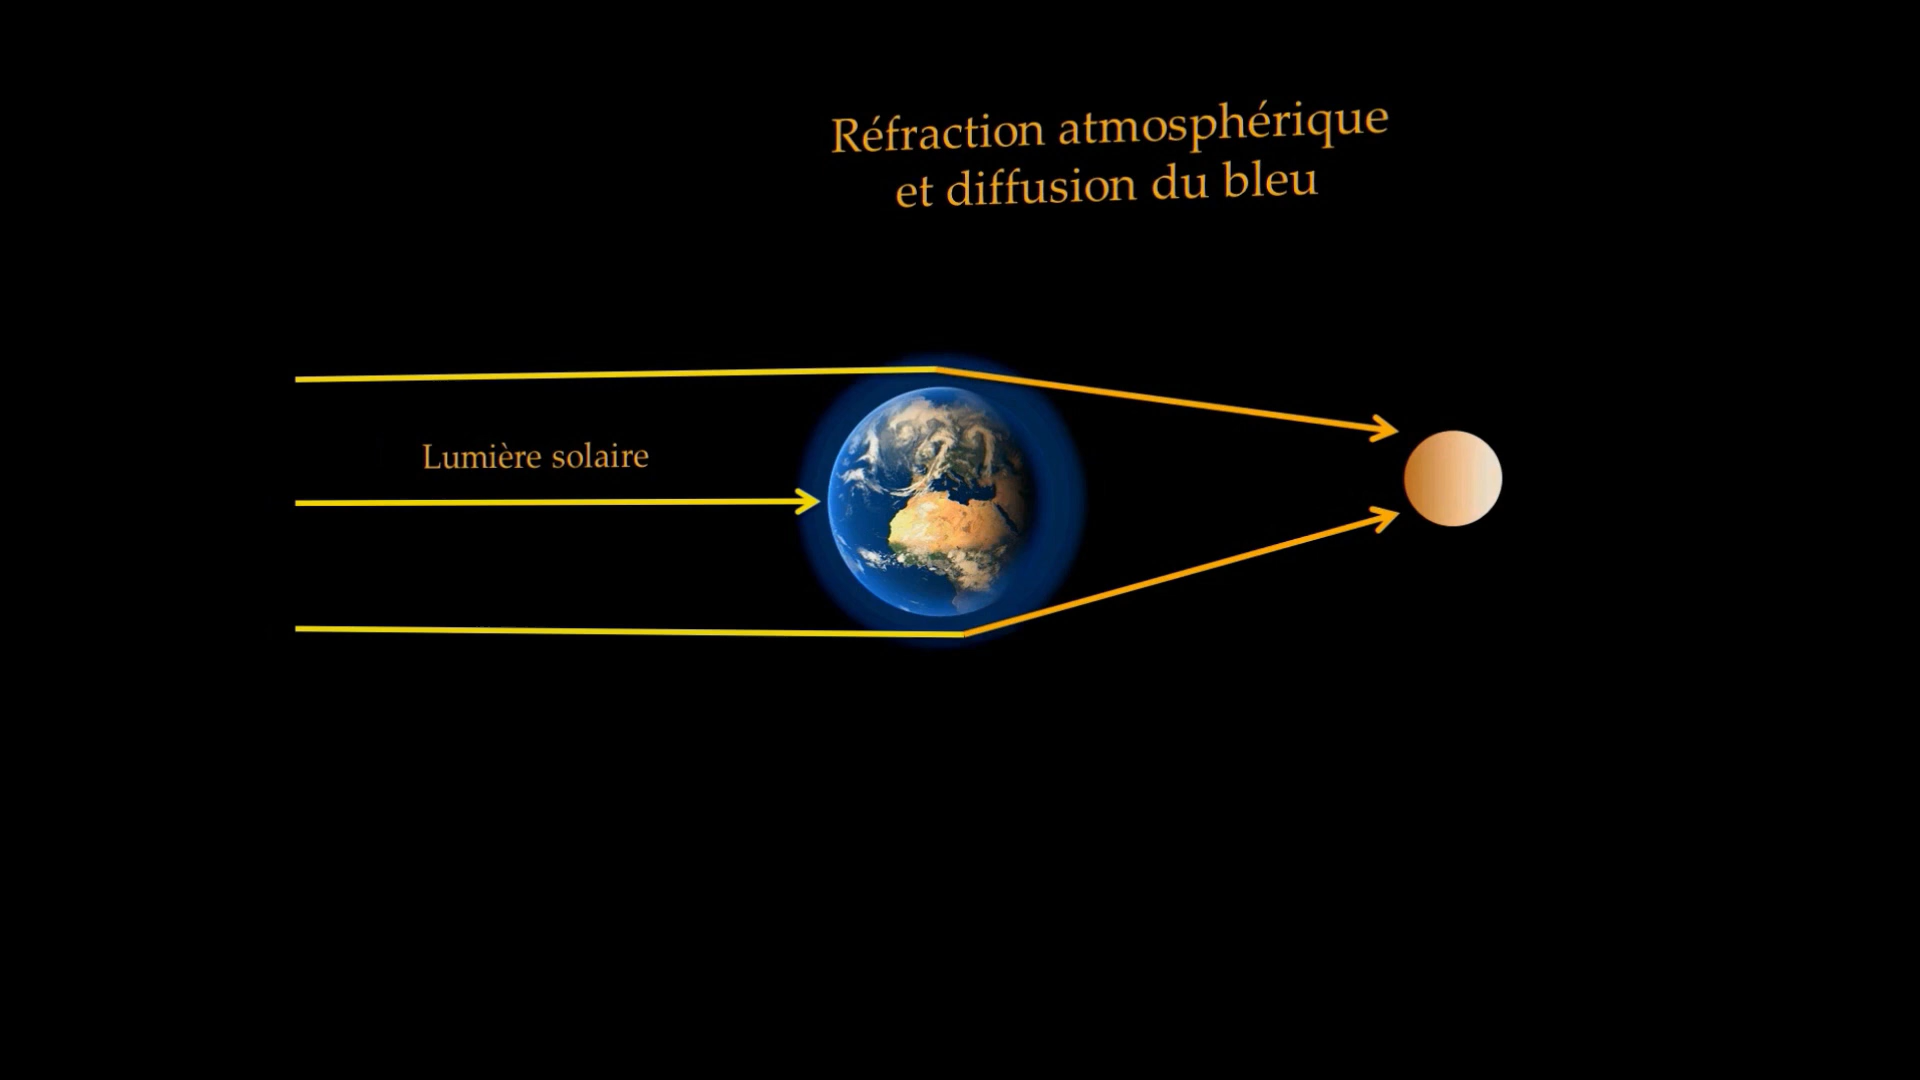 Réfraction atmosphérique
et diffusion du bleu
Lumière solaire